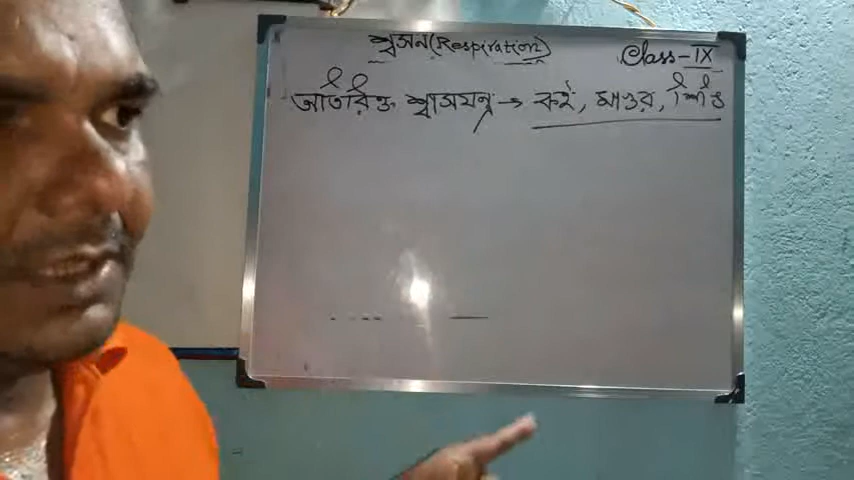 শ্বসন(Respiration)
Class-IX
অতিরিক্ত শ্বাসযন্ত্র → কই, মাগুর, শিঙি